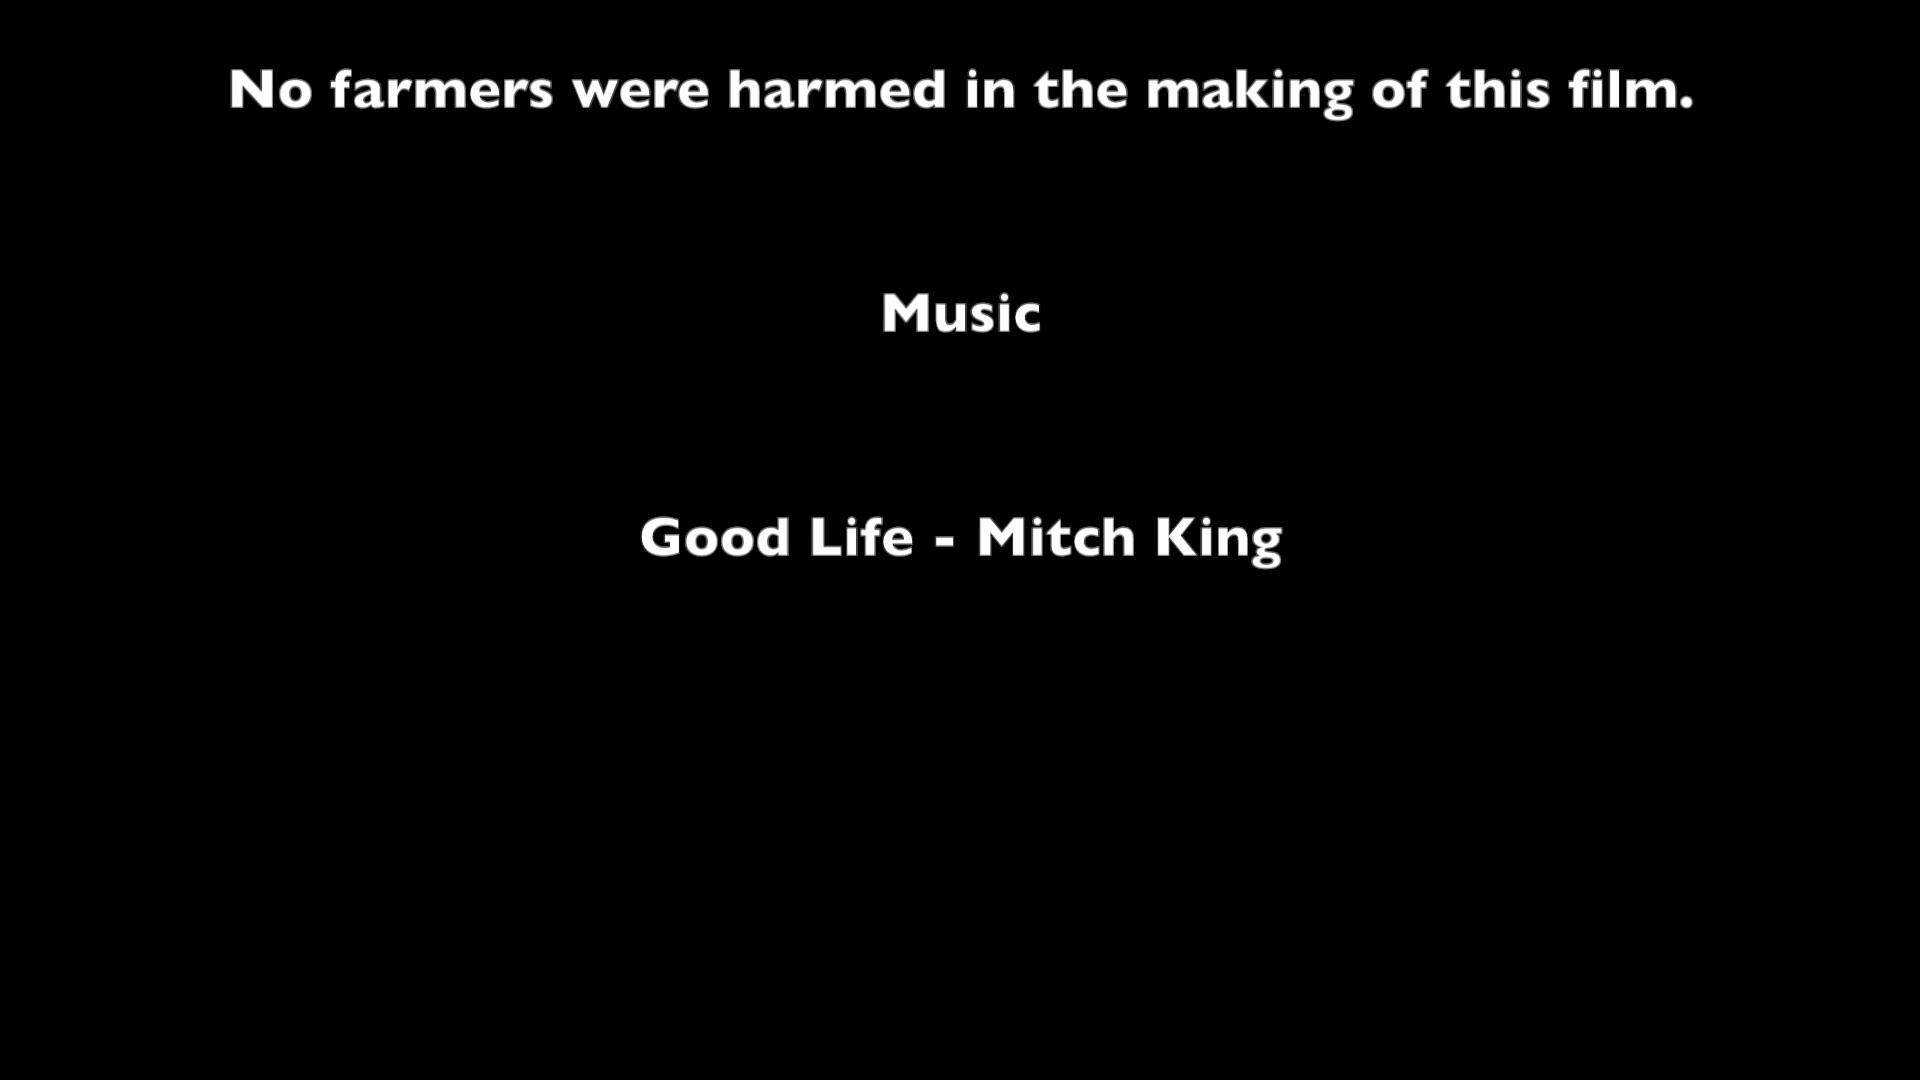 No farmers were harmed in the making of this film.
Music
Good Life - Mitch King